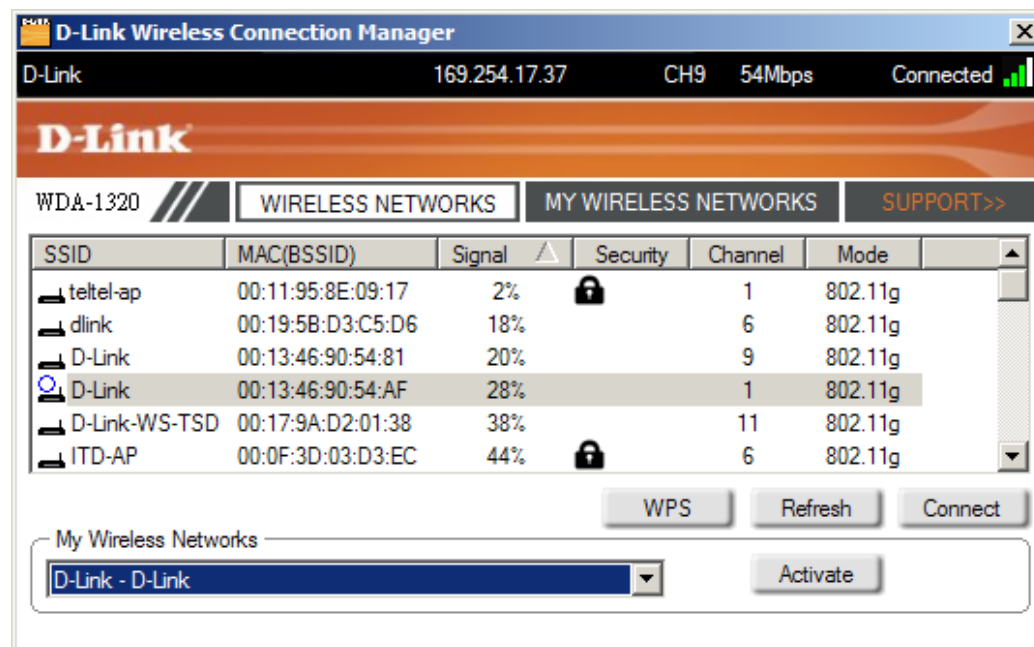 D-Link Wireless Connection Manager
D-Link 169.254.17.37 CH9 54Mbps Connected
D-Link
WDA-1320 WIRELESS NETWORKS MY WIRELESS NETWORKS SUPPORT>>
SSID MAC(BSSID) Signal Security Channel Mode
teltel-ap 00:11:95:8E:09:17 2% 1 802.11g
dlink 00:19:5B:D3:C5:D6 18% 6 802.11g
D-Link 00:13:46:90:54:81 20% 9 802.11g
D-Link 00:13:46:90:54:AF 28% 1 802.11g
D-Link-WS-TSD 00:17:9A:D2:01:38 38% 11 802.11g
ITD-AP 00:0F:3D:03:D3:EC 44% 6 802.11g
WPS Refresh Connect
My Wireless Networks
D-Link - D-Link Activate